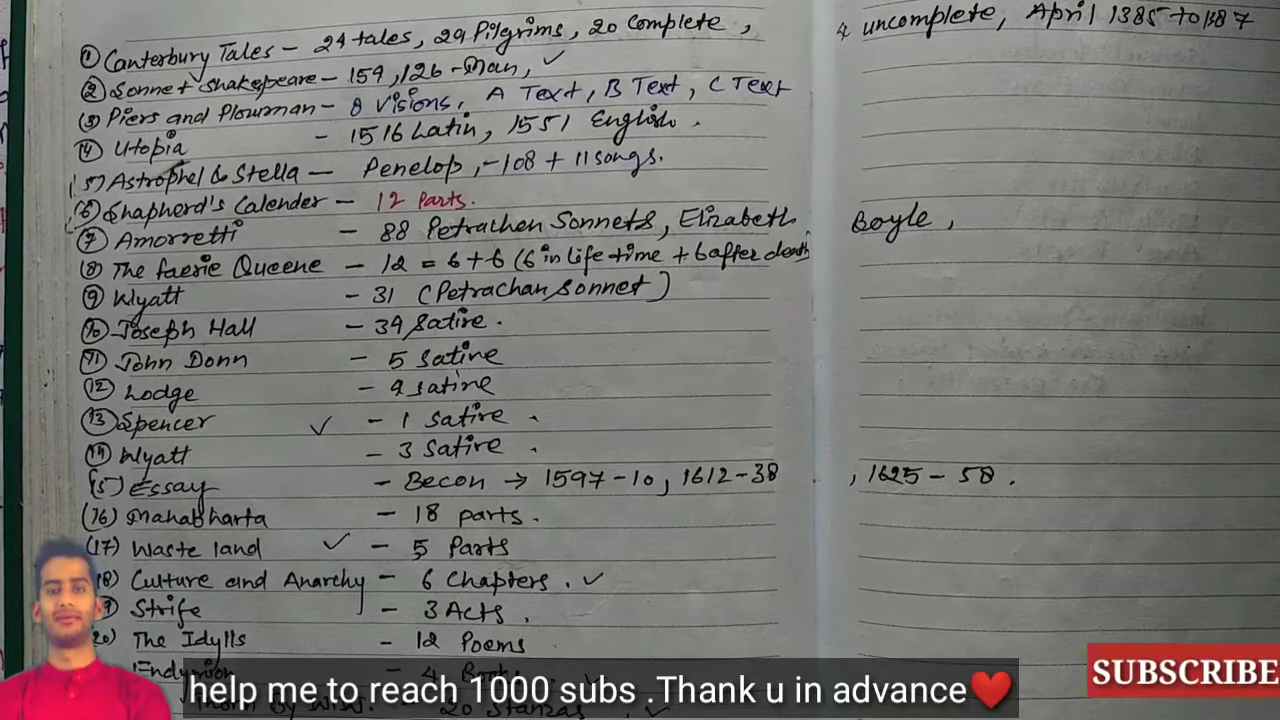 ① Canterbury Tales – 24 tales, 29 Pilgrims, 20 Complete, 4 uncomplete, April 1385 to 1387
② Sonnet Shakespeare – 154, 126 - Man, ✓
(3) Piers and Plowman – 8 Visions, A Text, B Text, C Text
(4) Utopia – 1516 Latin, 1551 English.
(5) Astrophel & Stella – Penelop, – 108 + 11 songs.
(6) Shapherd's Calender – 12 Parts.
⑦ Amorretti – 88 Petrachan Sonnets, Elizabeth Boyle,
(8) The faerie Queene – 12 = 6+6 (6 in life time + 6 affer death
⑨ Wyatt – 31 (Petrachan Sonnet)
⑩ Joseph Hall – 34 Satire.
⑪ John Donn – 5 Satire
⑫ Lodge – 4 satire
⑬ Spencer ✓ – 1 Satire.
⑭ Wyatt – 3 Satire.
(15) Essay – Becon → 1597-10, 1612-38, 1625 – 58.
(16) Mahabharta – 18 parts.
(17) Waste land ✓ – 5 Parts
18) Culture and Anarchy – 6 Chapters. ✓
Strife – 3 Acts.
20) The Idylls – 12 Poems
Endymion – 4
20 Stanzas ✓
help me to reach 1000 subs .Thank u in advance❤️
SUBSCRIBE